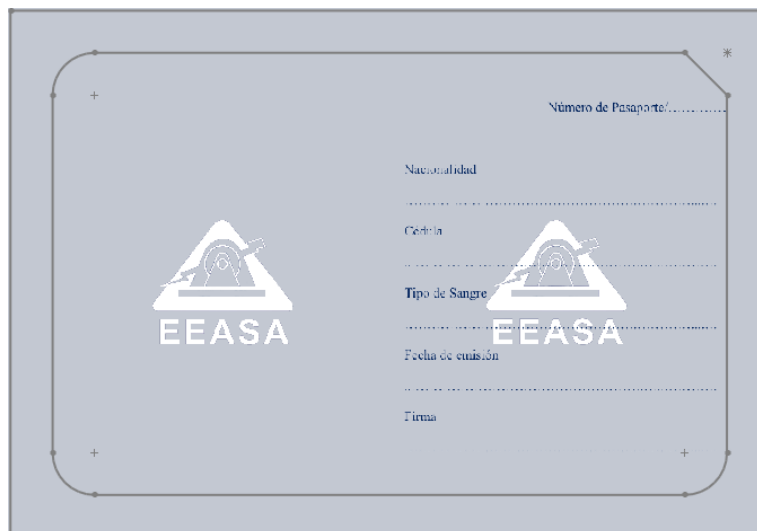 Número de Pasaporte/................
Nacionalidad
................................................................................
Cédula
................................................................................
Tipo de Sangre
................................................................................
EEASA EEASA
Fecha de emisión
................................................................................
Firma
................................................................................